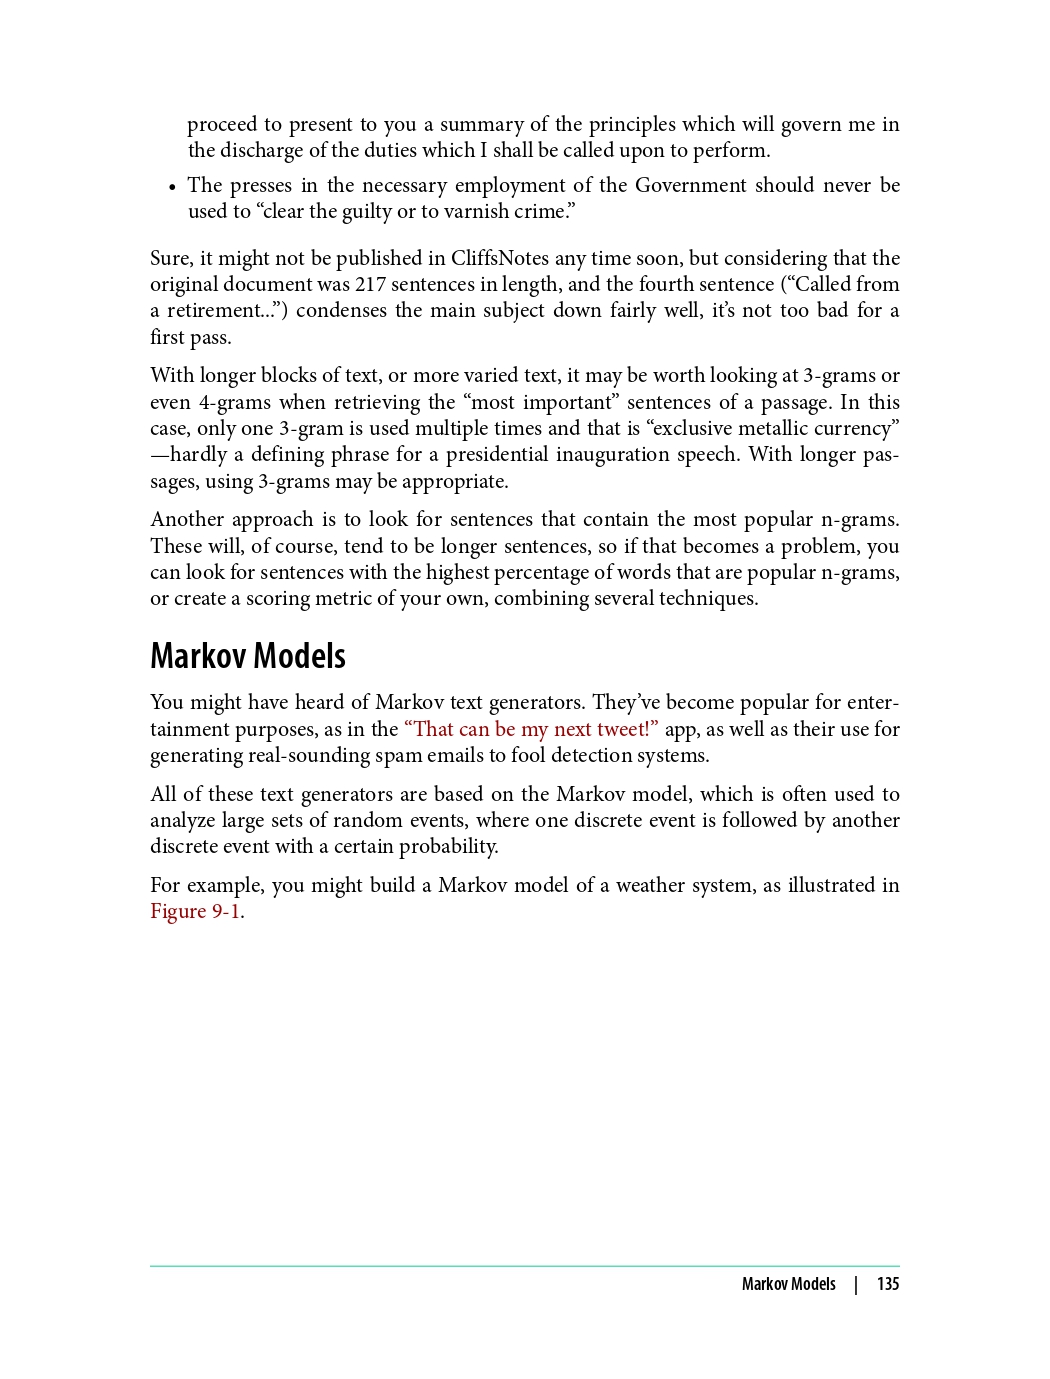 proceed to present to you a summary of the principles which will govern me in
the discharge of the duties which I shall be called upon to perform.
• The presses in the necessary employment of the Government should never be
used to “clear the guilty or to varnish crime.”
Sure, it might not be published in CliffsNotes any time soon, but considering that the
original document was 217 sentences in length, and the fourth sentence (“Called from
a retirement...”) condenses the main subject down fairly well, it’s not too bad for a
first pass.
With longer blocks of text, or more varied text, it may be worth looking at 3-grams or
even 4-grams when retrieving the “most important” sentences of a passage. In this
case, only one 3-gram is used multiple times and that is “exclusive metallic currency”
—hardly a defining phrase for a presidential inauguration speech. With longer pas-
sages, using 3-grams may be appropriate.
Another approach is to look for sentences that contain the most popular n-grams.
These will, of course, tend to be longer sentences, so if that becomes a problem, you
can look for sentences with the highest percentage of words that are popular n-grams,
or create a scoring metric of your own, combining several techniques.
Markov Models
You might have heard of Markov text generators. They’ve become popular for enter-
tainment purposes, as in the “That can be my next tweet!” app, as well as their use for
generating real-sounding spam emails to fool detection systems.
All of these text generators are based on the Markov model, which is often used to
analyze large sets of random events, where one discrete event is followed by another
discrete event with a certain probability.
For example, you might build a Markov model of a weather system, as illustrated in
Figure 9-1.
Markov Models | 135